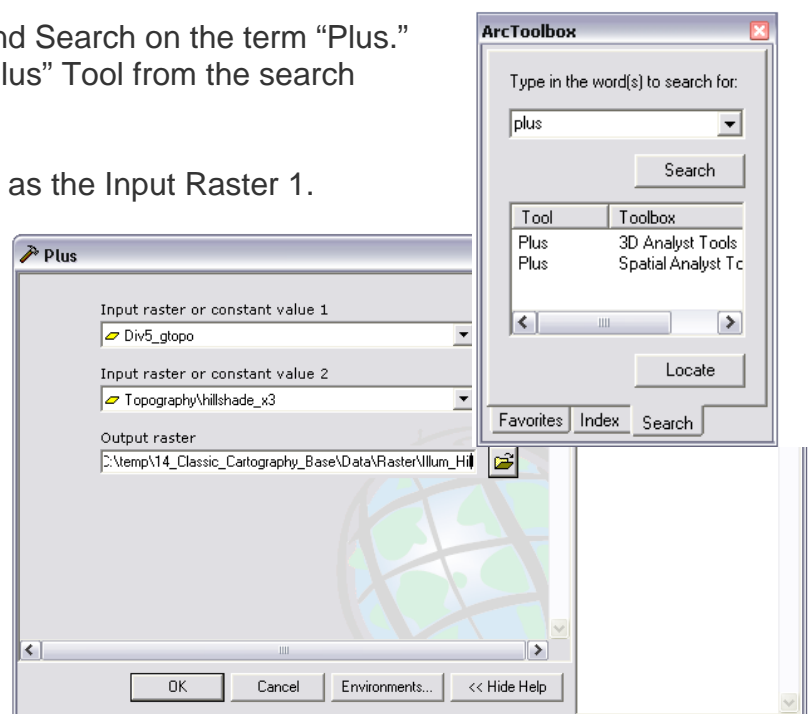 nd Search on the term “Plus.”
lus” Tool from the search
as the Input Raster 1.
ArcToolbox
Type in the word(s) to search for:
plus
Search
Tool Toolbox
Plus 3D Analyst Tools
Plus Spatial Analyst To
Locate
Favorites Index Search
Plus
Input raster or constant value 1
Div5_gtopo
Input raster or constant value 2
Topography\hillshade_x3
Output raster
C:\temp\14_Classic_Cartography_Base\Data\Raster\Illum_Hil
OK Cancel Environments... << Hide Help